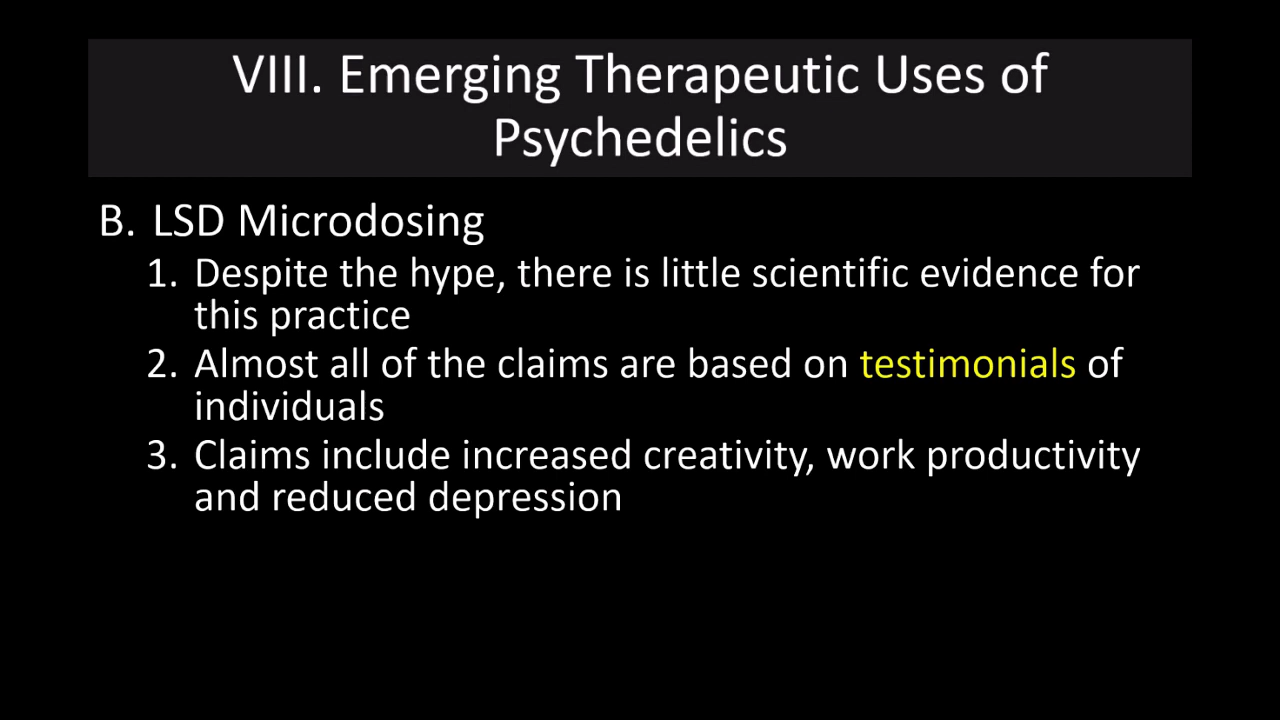 VIII. Emerging Therapeutic Uses of
Psychedelics
B. LSD Microdosing
1. Despite the hype, there is little scientific evidence for
this practice
2. Almost all of the claims are based on testimonials of
individuals
3. Claims include increased creativity, work productivity
and reduced depression